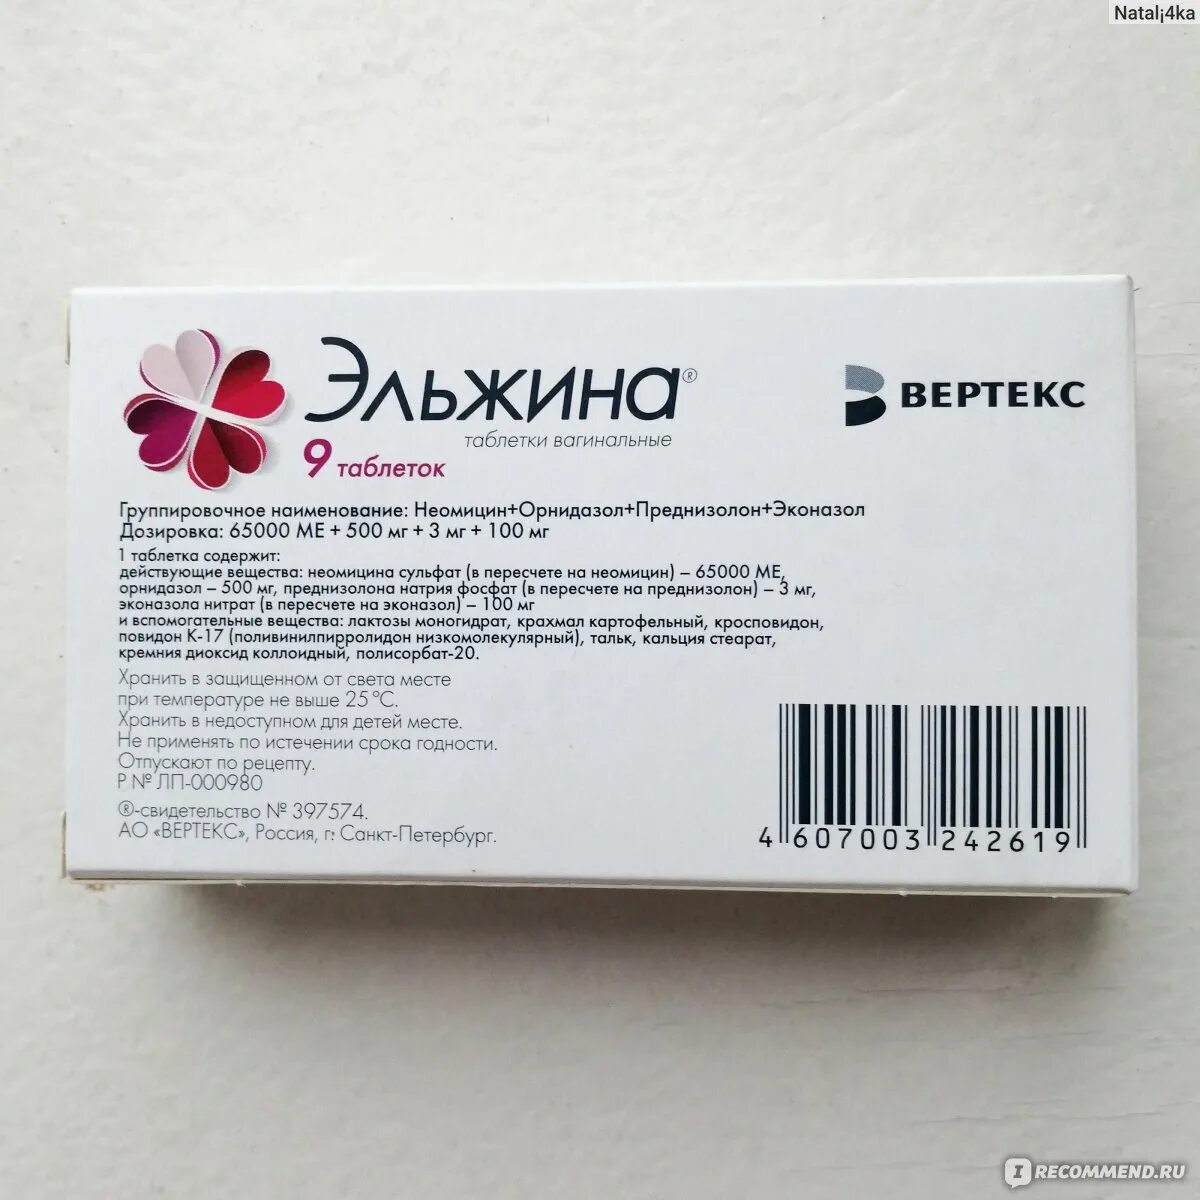 Natalj4ka
Эльжина®
таблетки вагинальные
9 таблеток
ВЕРТЕКС
Группировочное наименование: Неомицин+Орнидазол+Преднизолон+Эконазол
Дозировка: 65000 МЕ + 500 мг + 3 мг + 100 мг
1 таблетка содержит:
действующие вещества: неомицина сульфат (в пересчете на неомицин) – 65000 МЕ,
орнидазол – 500 мг, преднизолона натрия фосфат (в пересчете на преднизолон) – 3 мг,
эконазола нитрат (в пересчете на эконазол) – 100 мг
и вспомогательные вещества: лактозы моногидрат, крахмал картофельный, кросповидон,
повидон К-17 (поливинилпирролидон низкомолекулярный), тальк, кальция стеарат,
кремния диоксид коллоидный, полисорбат-20.
Хранить в защищенном от света месте
при температуре не выше 25 °С.
Хранить в недоступном для детей месте.
Не применять по истечении срока годности.
Отпускают по рецепту.
Р № ЛП-000980
®-свидетельство № 397574.
АО «ВЕРТЕКС», Россия, г. Санкт-Петербург.
4 607003 242619
I RECOMMEND.RU